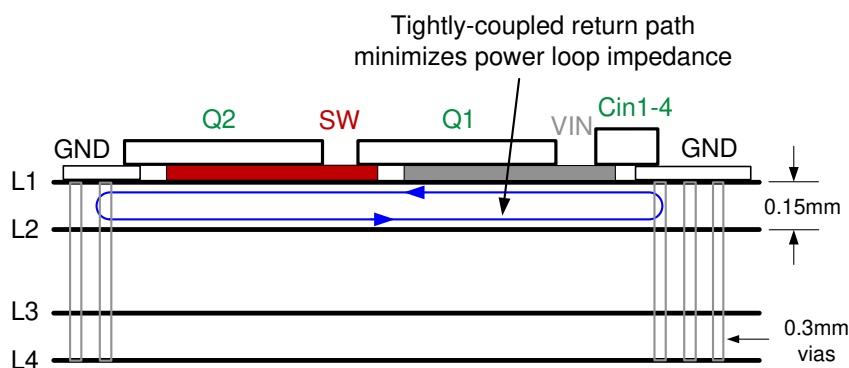 Tightly-coupled return path
minimizes power loop impedance
Cin1-4
Q2
SW
Q1
VIN
GND
GND
L1
0.15mm
L2
L3
0.3mm
vias
L4